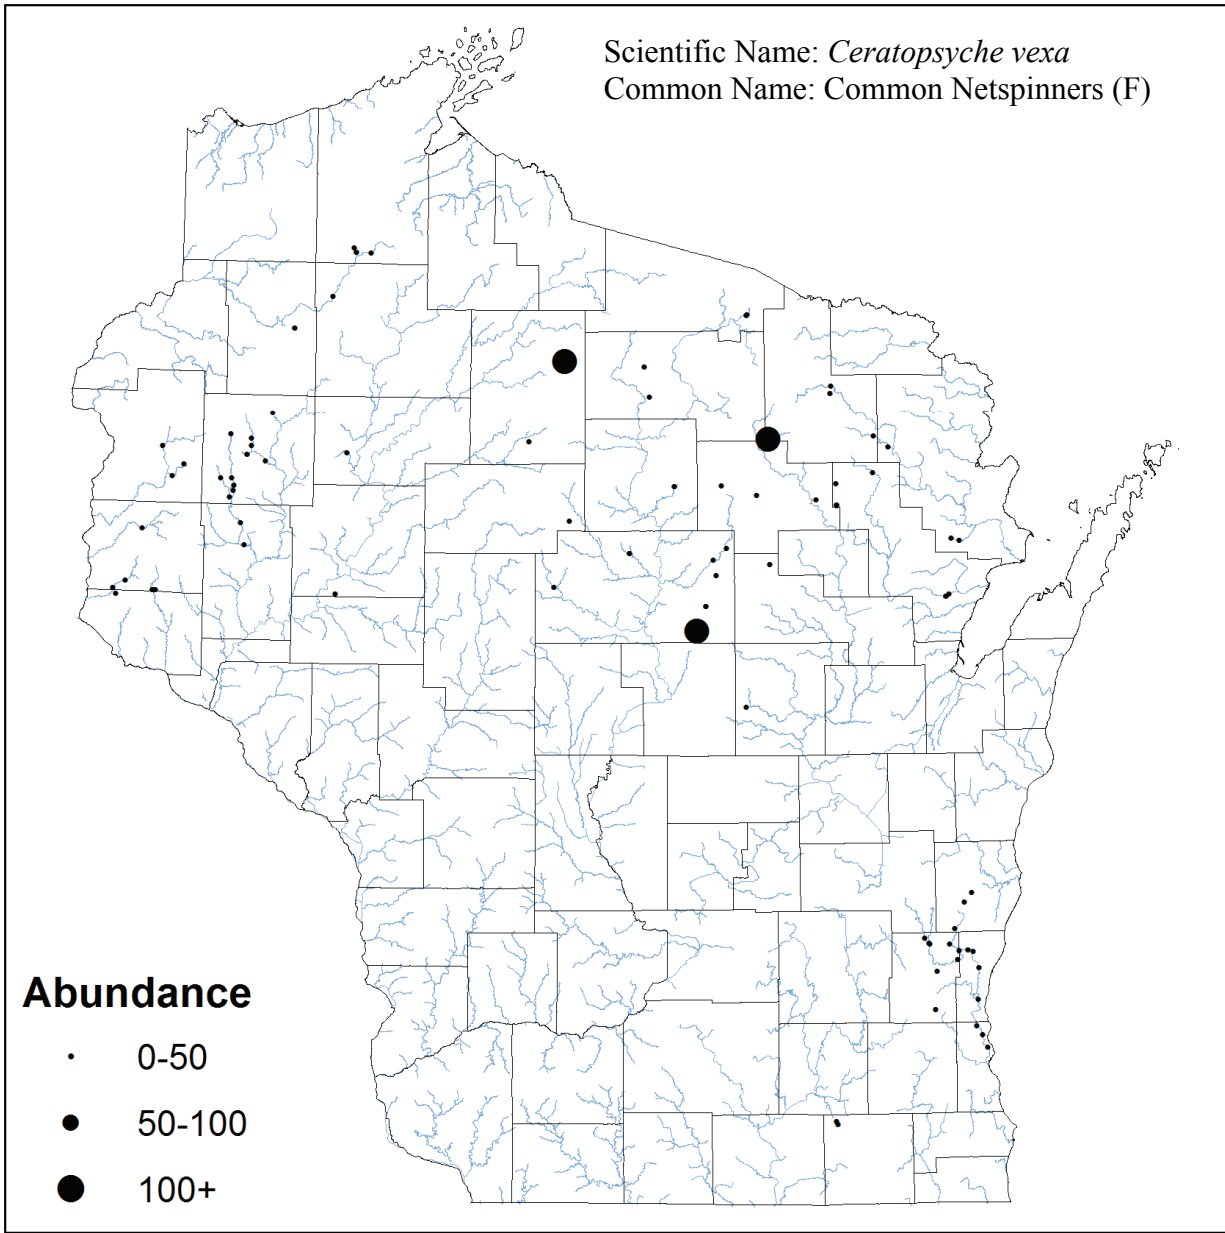 Scientific Name: Ceratopsyche vexa
Common Name: Common Netspinners (F)
Abundance
0-50
50-100
100+